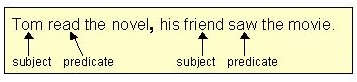 Tom read the novel, his friend saw the movie.
subject predicate subject predicate